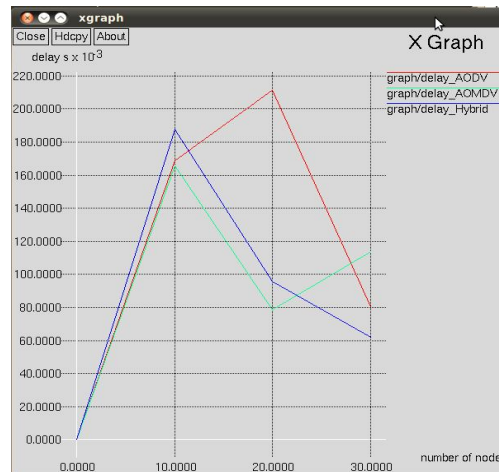 xgraph
Close Hdcpy About
X Graph
delay s x 10-3
graph/delay_AODV
graph/delay_AOMDV
graph/delay_Hybrid
220.0000
200.0000
180.0000
160.0000
140.0000
120.0000
100.0000
80.0000
60.0000
40.0000
20.0000
0.0000
0.0000 10.0000 20.0000 30.0000
number of node